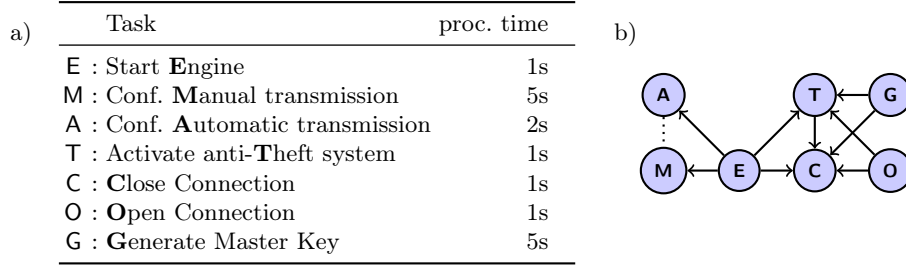 a)
Task proc. time
E : Start Engine 1s
M : Conf. Manual transmission 5s
A : Conf. Automatic transmission 2s
T : Activate anti-Theft system 1s
C : Close Connection 1s
O : Open Connection 1s
G : Generate Master Key 5s
b)
A T G
M E C O